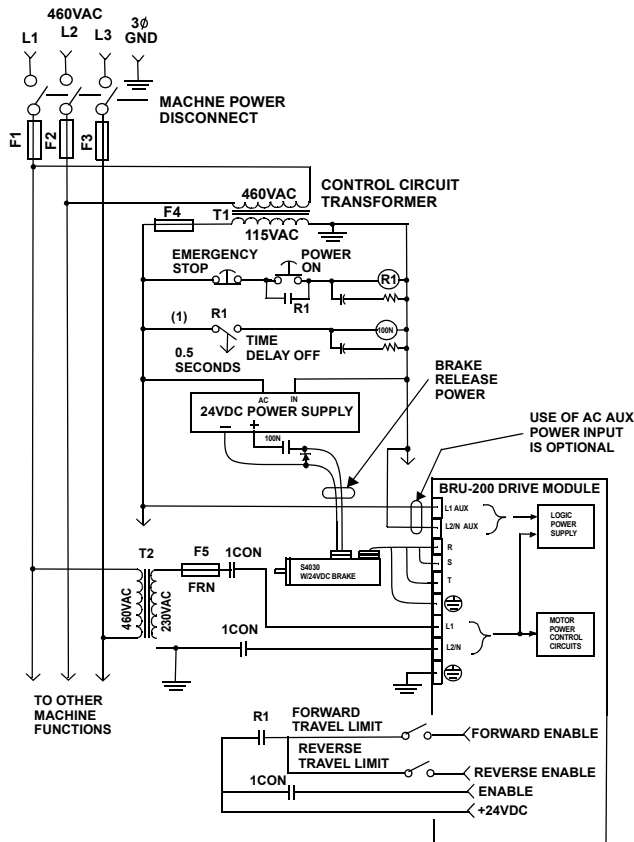 460VAC
L1 L2 L3 3ø
GND
MACHNE POWER
DISCONNECT
F1 F2 F3
460VAC
CONTROL CIRCUIT
TRANSFORMER
F4 T1
115VAC
EMERGENCY
STOP
POWER
ON
R1
R1
(1) R1
TIME
DELAY OFF
100N
0.5
SECONDS
BRAKE
RELEASE
POWER
AC IN
24VDC POWER SUPPLY
− +
100N
USE OF AC AUX
POWER INPUT
IS OPTIONAL
BRU-200 DRIVE MODULE
L1 AUX
L2/N AUX
LOGIC
POWER
SUPPLY
R
S
T
T2 F5 1CON
FRN
S4030
W/24VDC BRAKE
460VAC
230VAC
1CON
L1
L2/N
MOTOR
POWER
CONTROL
CIRCUITS
TO OTHER
MACHINE
FUNCTIONS
R1
FORWARD
TRAVEL LIMIT
FORWARD ENABLE
REVERSE
TRAVEL LIMIT
REVERSE ENABLE
1CON
ENABLE
+24VDC